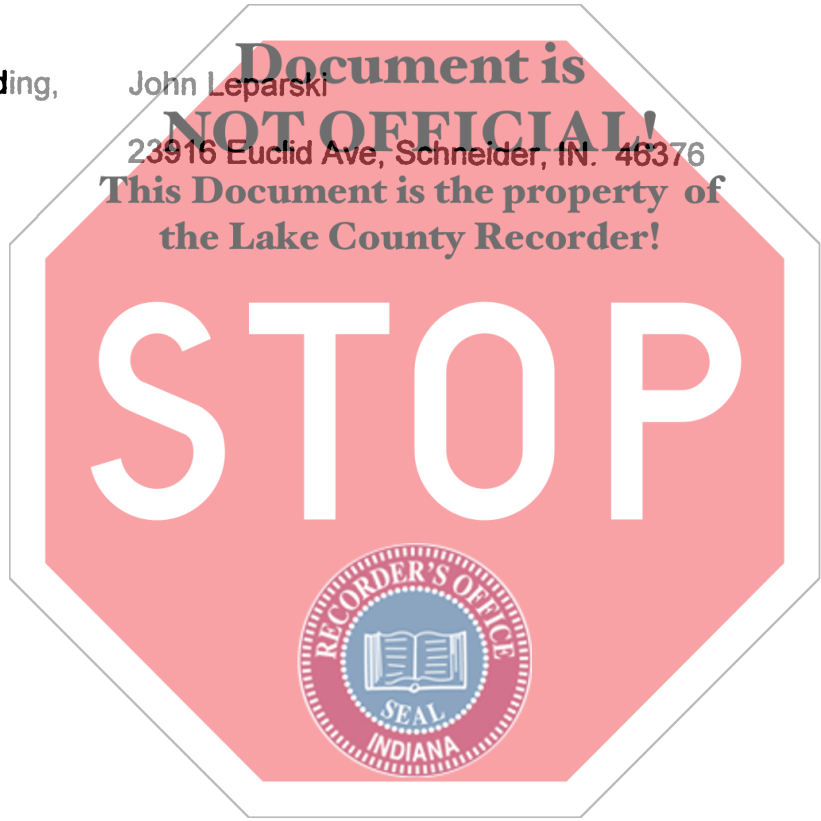 ding, John Leparski
Document is
NOT OFFICIAL!
23916 Euclid Ave, Schneider, IN. 46376
This Document is the property of
the Lake County Recorder!
STOP
RECORDER'S OFFICE
SEAL
INDIANA